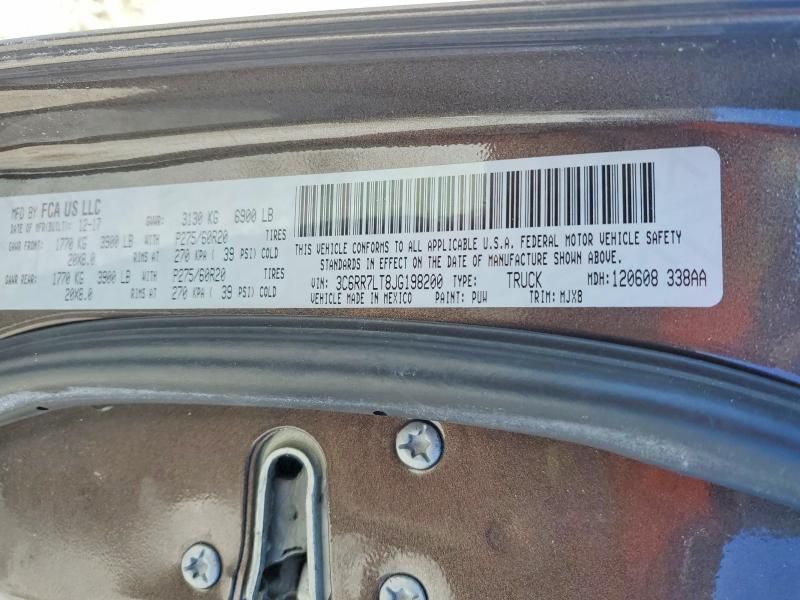 MFD BY FCA US LLC
DATE OF MFR(BUILT): 12-17 GVWR: 3130 KG 6900 LB
GAWR FRONT: 1770 KG 3900 LB WITH P275/60R20 TIRES
20X8.0 RIMS AT 270 KPA ( 39 PSI) COLD
GAWR REAR: 1770 KG 3900 LB WITH P275/60R20 TIRES
20X8.0 RIMS AT 270 KPA ( 39 PSI) COLD
THIS VEHICLE CONFORMS TO ALL APPLICABLE U.S.A. FEDERAL MOTOR VEHICLE SAFETY
STANDARDS IN EFFECT ON THE DATE OF MANUFACTURE SHOWN ABOVE.
VIN: 3C6RR7LT8JG198200 TYPE: TRUCK MDH:120608 338AA
VEHICLE MADE IN MEXICO PAINT: PUW TRIM: MJX8